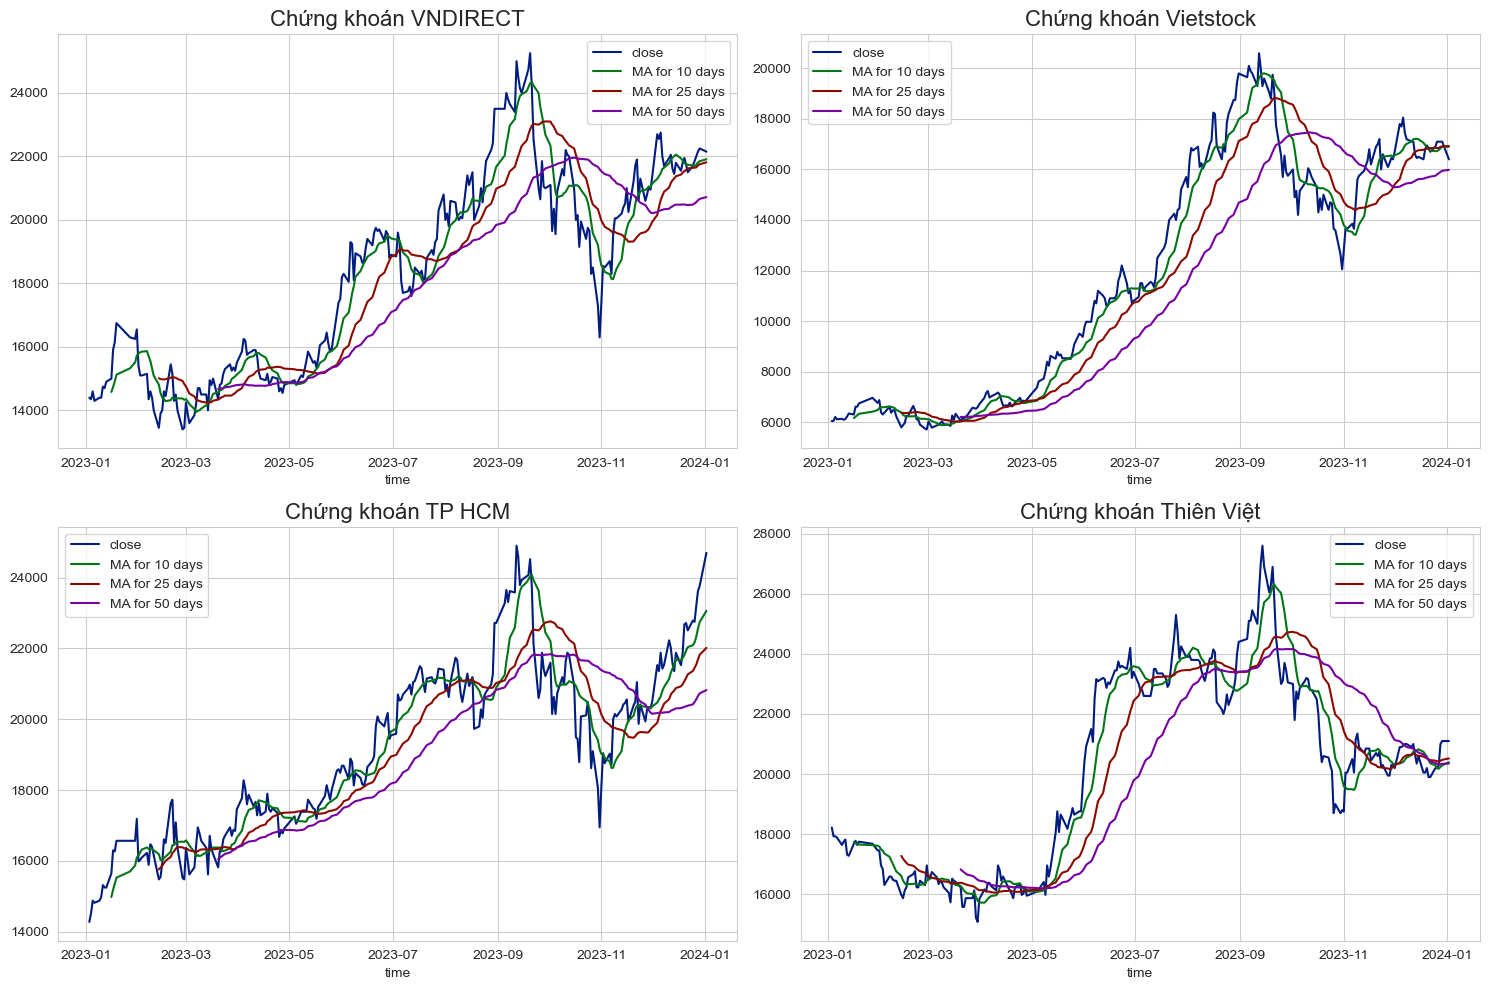 Chứng khoán VNDIRECT
close
MA for 10 days
MA for 25 days
MA for 50 days
24000
22000
20000
18000
16000
14000
2023-01 2023-03 2023-05 2023-07 2023-09 2023-11 2024-01
time
Chứng khoán Vietstock
close
MA for 10 days
MA for 25 days
MA for 50 days
20000
18000
16000
14000
12000
10000
8000
6000
2023-01 2023-03 2023-05 2023-07 2023-09 2023-11 2024-01
time
Chứng khoán TP HCM
close
MA for 10 days
MA for 25 days
MA for 50 days
24000
22000
20000
18000
16000
14000
2023-01 2023-03 2023-05 2023-07 2023-09 2023-11 2024-01
time
Chứng khoán Thiên Việt
close
MA for 10 days
MA for 25 days
MA for 50 days
28000
26000
24000
22000
20000
18000
16000
2023-01 2023-03 2023-05 2023-07 2023-09 2023-11 2024-01
time